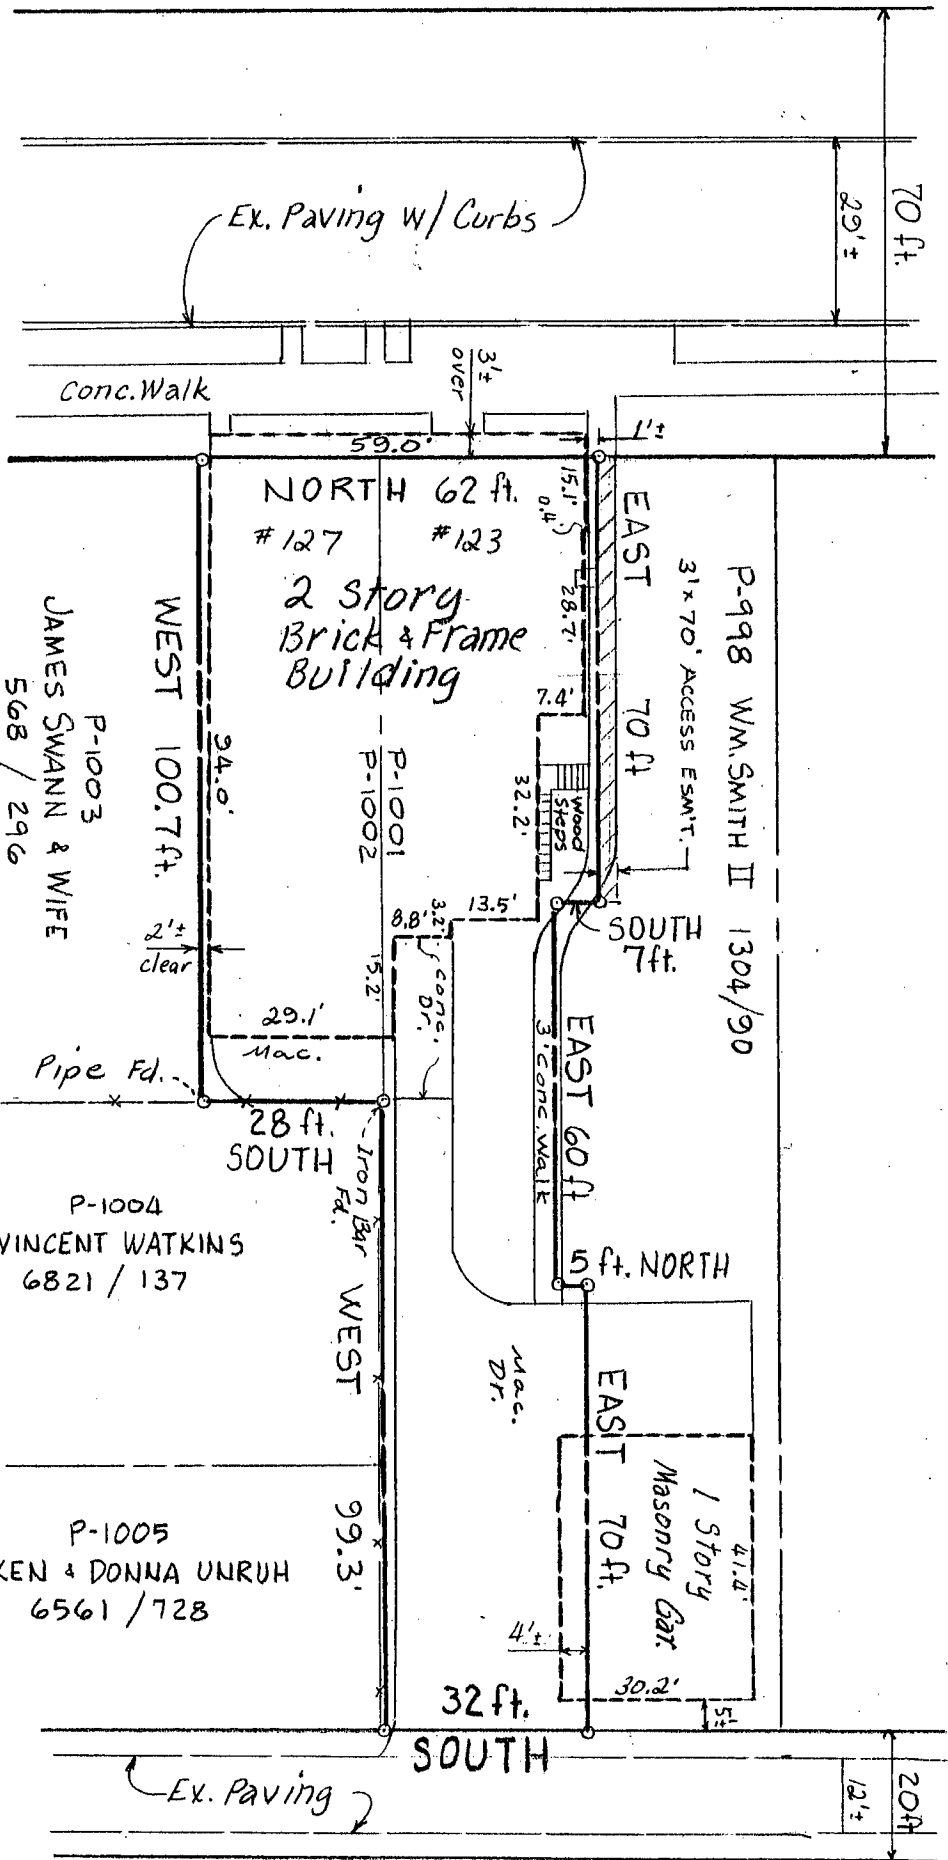 70 ft.
29'±
Ex. Paving w/ Curbs
Conc. Walk
3'±
over
1'±
59.0'
NORTH 62 ft.
#127
#123
15.1'
0.4'
2 Story
Brick & Frame
Building
28.7'
7.4'
EAST 70 ft
3'x70' ACCESS ESM'T.
P-998 WM. SMITH II 1304/90
WEST 100.7 ft.
94.0'
P-1003
JAMES SWANN & WIFE
568 / 296
P-1001
P-1002
32.2'
Wood
Steps
2'±
clear
8.8'
3.2'
13.5'
15.2'
Conc.
Dr.
SOUTH
7 ft.
29.1'
Mac.
Pipe Fd.
28 ft.
SOUTH
Iron Bar
Fd.
3' Conc. Walk
EAST 60 ft
P-1004
VINCENT WATKINS
6821 / 137
5 ft. NORTH
WEST 99.3'
Mac.
Dr.
EAST 70 ft.
1 Story
Masonry Gar.
41.4'
P-1005
KEN & DONNA UNRUH
6561 / 728
4'±
30.2'
5'±
32 ft.
SOUTH
Ex. Paving
12'±
20 ft